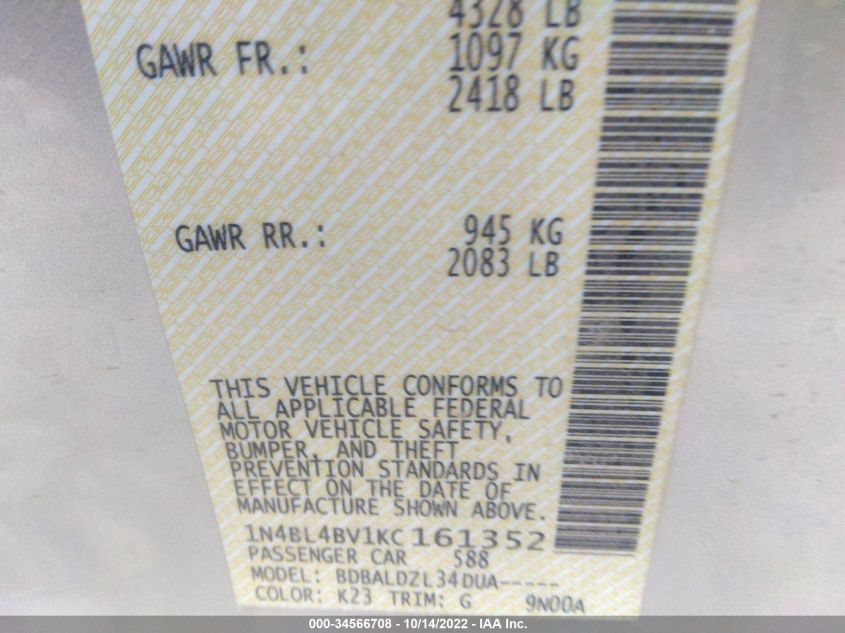 4328 LB
GAWR FR.: 1097 KG
2418 LB
GAWR RR.: 945 KG
2083 LB
THIS VEHICLE CONFORMS TO
ALL APPLICABLE FEDERAL
MOTOR VEHICLE SAFETY,
BUMPER, AND THEFT
PREVENTION STANDARDS IN
EFFECT ON THE DATE OF
MANUFACTURE SHOWN ABOVE.
1N4BL4BV1KC161352
PASSENGER CAR 588
MODEL: BDBALDZL34DUA-----
COLOR: K23 TRIM: G 9N00A
000-34566708 - 10/14/2022 - IAA Inc.